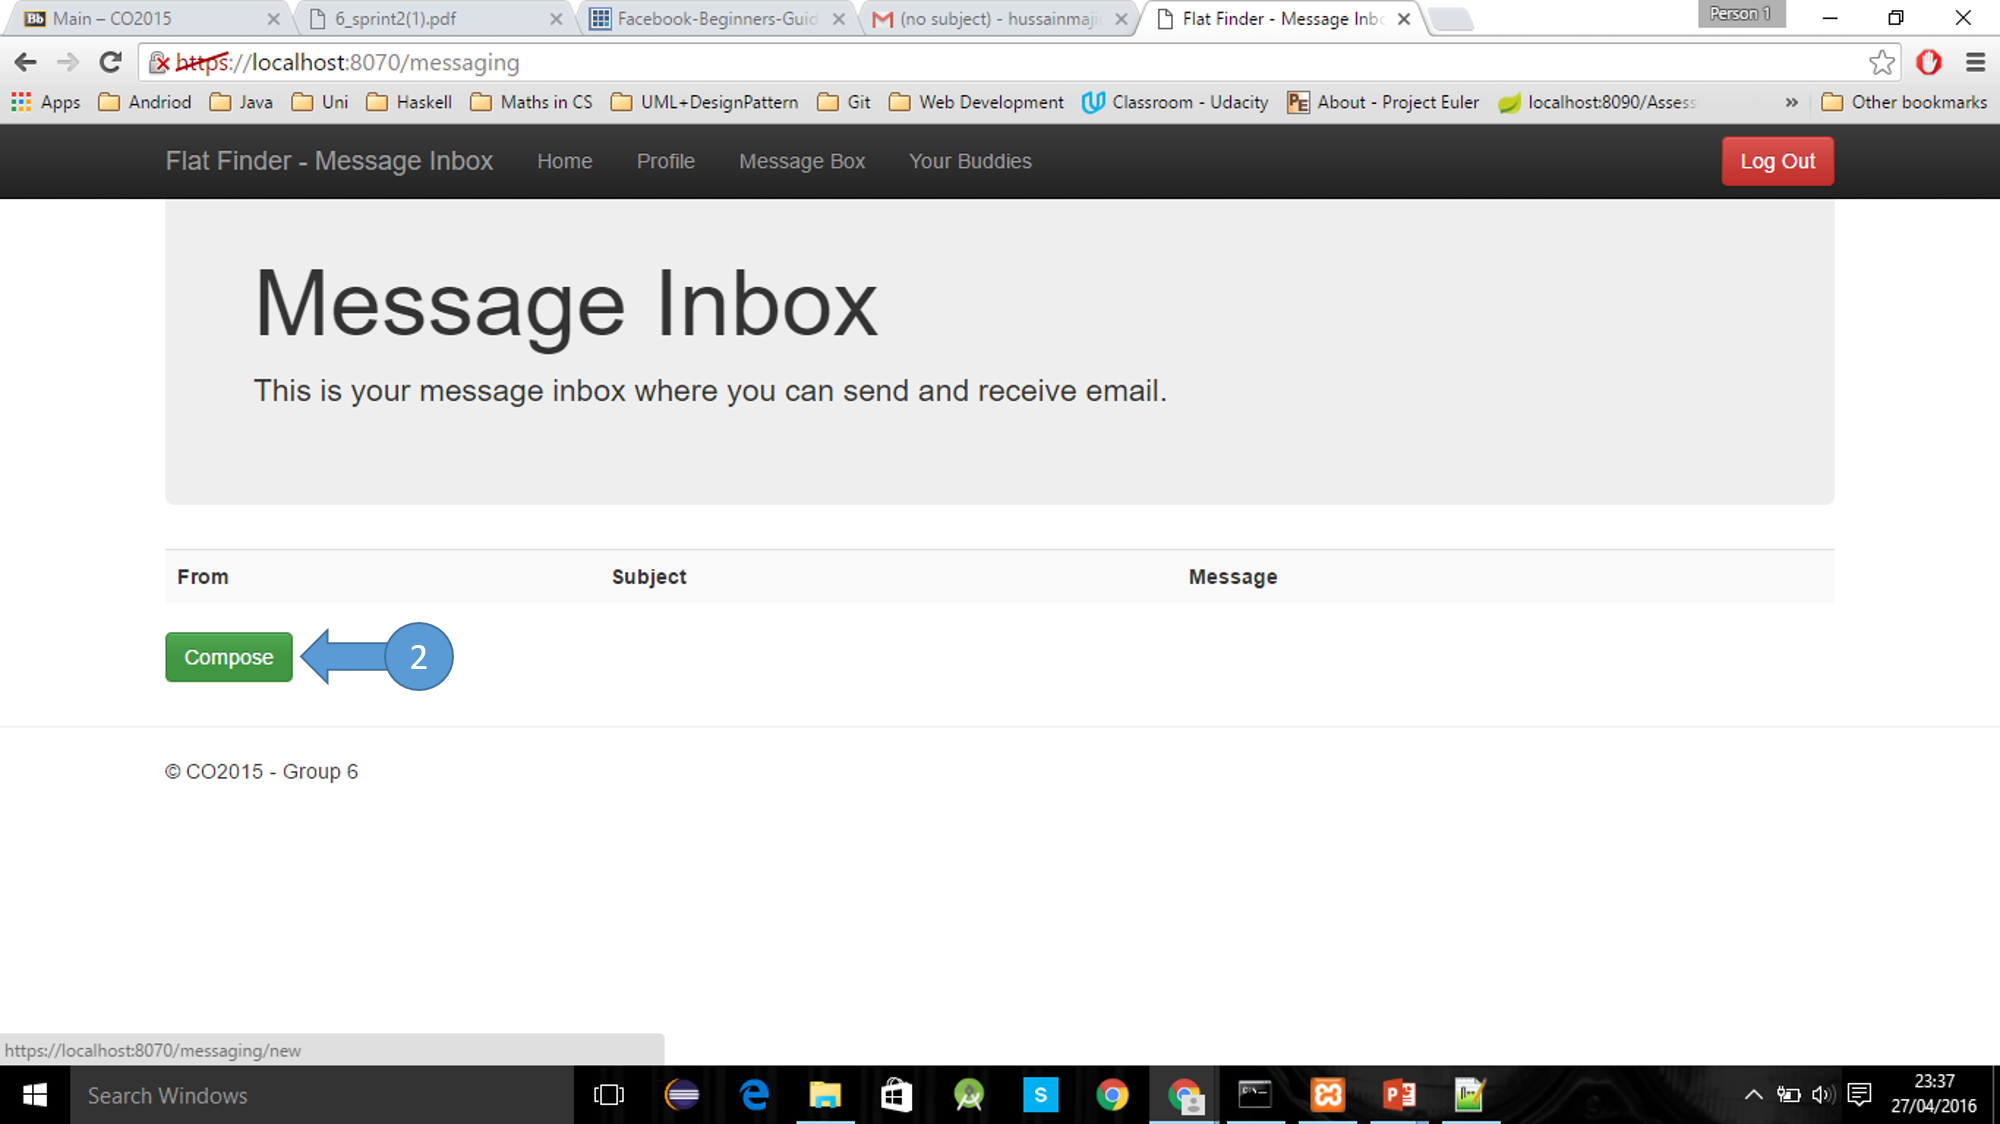 Main – CO2015
6_sprint2(1).pdf
Facebook-Beginners-Guid
(no subject) - hussainmaji
Flat Finder - Message Inbo
Person 1
https://localhost:8070/messaging
Apps
Andriod
Java
Uni
Haskell
Maths in CS
UML+DesignPattern
Git
Web Development
Classroom - Udacity
About - Project Euler
localhost:8090/Assess
»
Other bookmarks
Flat Finder - Message Inbox
Home
Profile
Message Box
Your Buddies
Log Out
Message Inbox
This is your message inbox where you can send and receive email.
From
Subject
Message
Compose
2
© CO2015 - Group 6
https://localhost:8070/messaging/new
Search Windows
23:37
27/04/2016